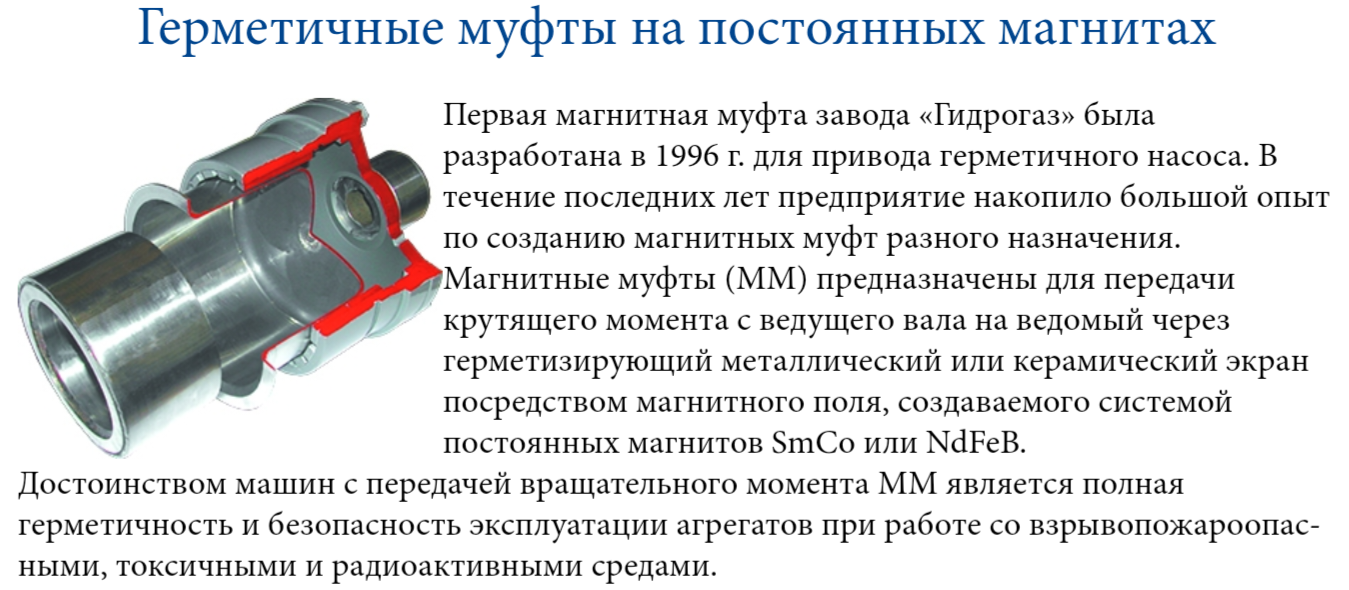 Герметичные муфты на постоянных магнитах
Первая магнитная муфта завода «Гидрогаз» была
разработана в 1996 г. для привода герметичного насоса. В
течение последних лет предприятие накопило большой опыт
по созданию магнитных муфт разного назначения.
Магнитные муфты (ММ) предназначены для передачи
крутящего момента с ведущего вала на ведомый через
герметизирующий металлический или керамический экран
посредством магнитного поля, создаваемого системой
постоянных магнитов SmCo или NdFeB.
Достоинством машин с передачей вращательного момента ММ является полная
герметичность и безопасность эксплуатации агрегатов при работе со взрывопожароопас-
ными, токсичными и радиоактивными средами.